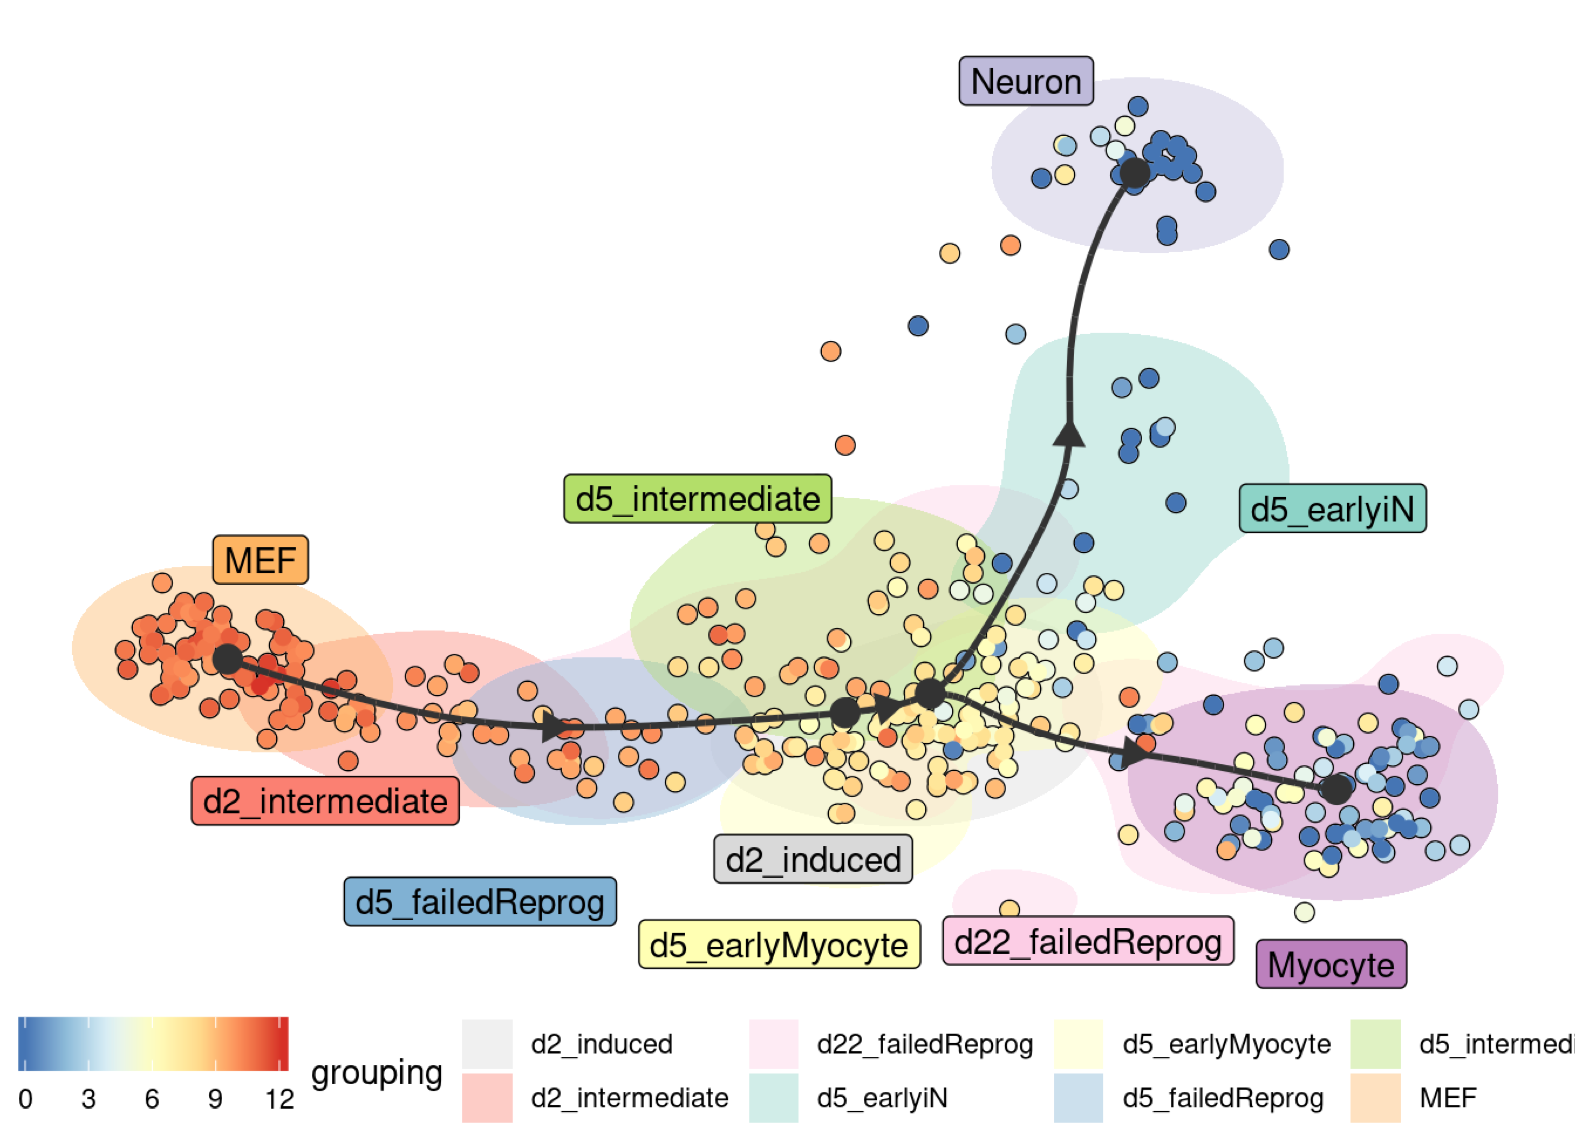 Neuron
d5_intermediate
d5_earlyiN
MEF
d2_intermediate
d2_induced
d5_failedReprog
d5_earlyMyocyte
d22_failedReprog
Myocyte
0 3 6 9 12
grouping
d2_induced
d22_failedReprog
d5_earlyMyocyte
d5_intermedi
d2_intermediate
d5_earlyiN
d5_failedReprog
MEF